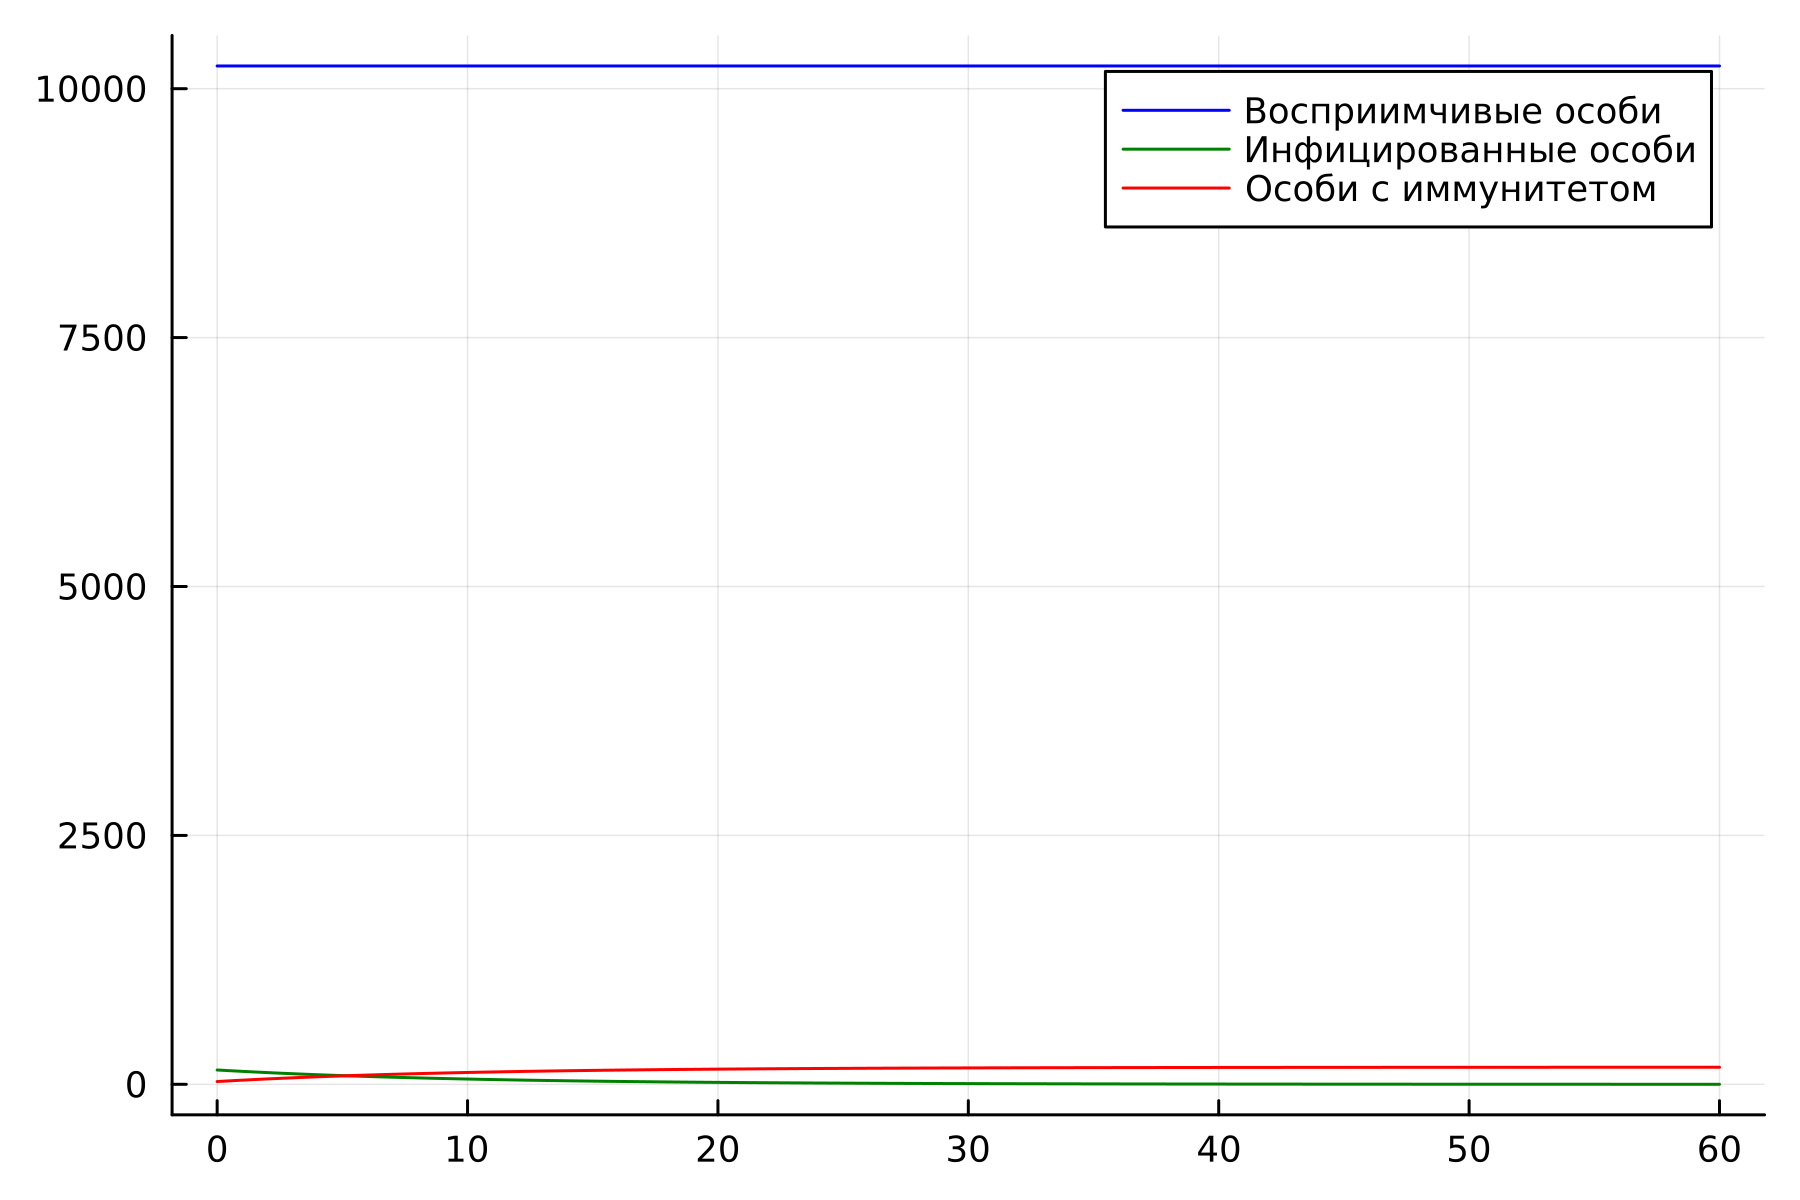 10000
7500
5000
2500
0
Восприимчивые особи
Инфицированные особи
Особи с иммунитетом
0 10 20 30 40 50 60